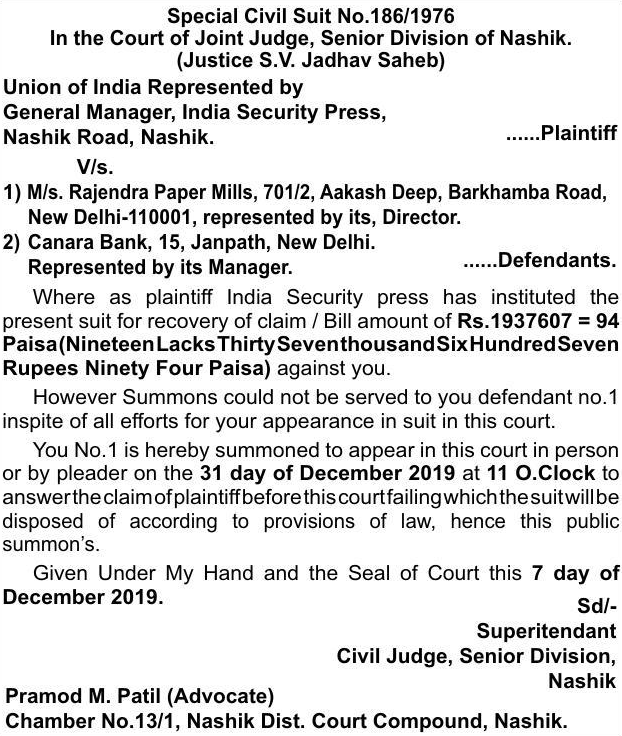 Special Civil Suit No.186/1976
In the Court of Joint Judge, Senior Division of Nashik.
(Justice S.V. Jadhav Saheb)
Union of India Represented by
General Manager, India Security Press,
Nashik Road, Nashik. ......Plaintiff
V/s.
1) M/s. Rajendra Paper Mills, 701/2, Aakash Deep, Barkhamba Road,
New Delhi-110001, represented by its, Director.
2) Canara Bank, 15, Janpath, New Delhi.
Represented by its Manager. ......Defendants.
Where as plaintiff India Security press has instituted the
present suit for recovery of claim / Bill amount of Rs.1937607 = 94
Paisa (Nineteen Lacks Thirty Seven thousand Six Hundred Seven
Rupees Ninety Four Paisa) against you.
However Summons could not be served to you defendant no.1
inspite of all efforts for your appearance in suit in this court.
You No.1 is hereby summoned to appear in this court in person
or by pleader on the 31 day of December 2019 at 11 O.Clock to
answer the claim of plaintiff before this court failing which the suit will be
disposed of according to provisions of law, hence this public
summon's.
Given Under My Hand and the Seal of Court this 7 day of
December 2019.
Sd/-
Superitendant
Civil Judge, Senior Division,
Nashik
Pramod M. Patil (Advocate)
Chamber No.13/1, Nashik Dist. Court Compound, Nashik.